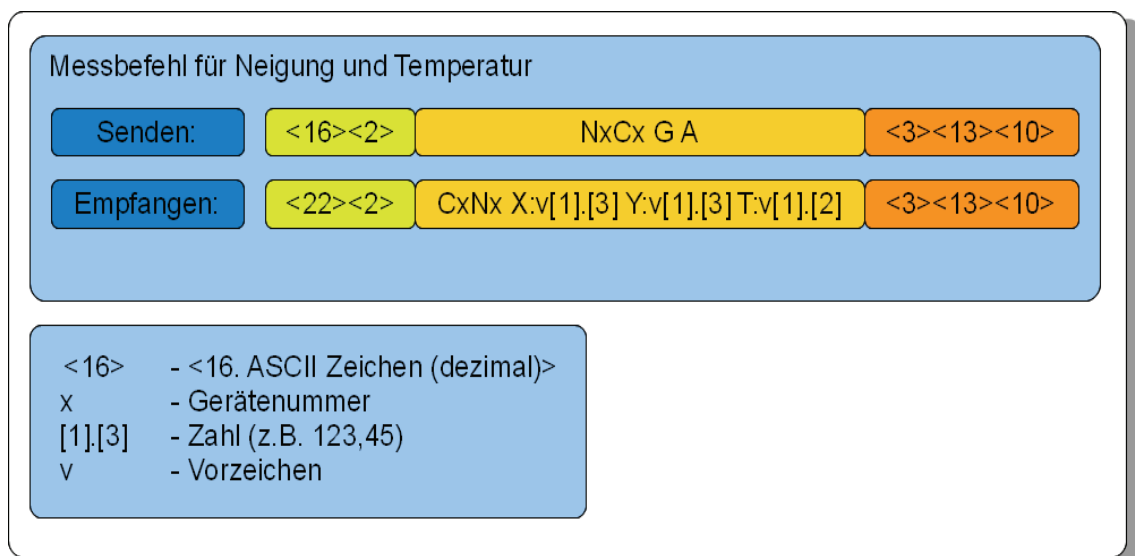 Messbefehl für Neigung und Temperatur
Senden: <16><2> NxCx G A <3><13><10>
Empfangen: <22><2> CxNx X:v[1].[3] Y:v[1].[3] T:v[1].[2] <3><13><10>
<16> - <16. ASCII Zeichen (dezimal)>
x - Gerätenummer
[1].[3] - Zahl (z.B. 123,45)
v - Vorzeichen